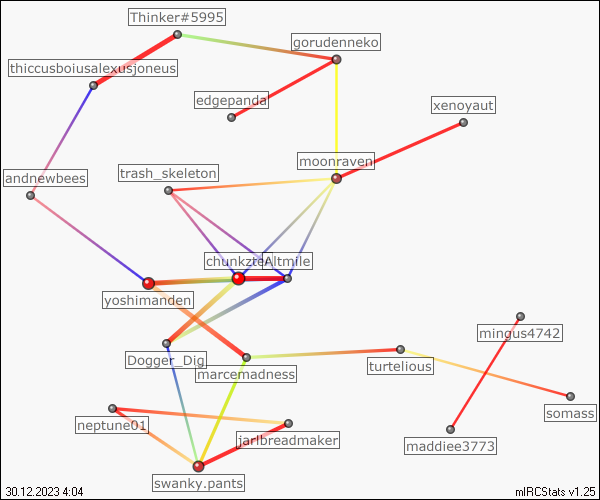 Thinker#5995
gorudenneko
thiccusboiusalexusjoneus
edgepanda
xenoyaut
moonraven
trash_skeleton
andnewbees
Altmile
yoshimanden
mingus4742
Dogger_Dig
turtelious
marcemadness
somass
neptune01
jarlbreadmaker
maddiee3773
swanky.pants
30.12.2023 4:04
mIRCStats v1.25